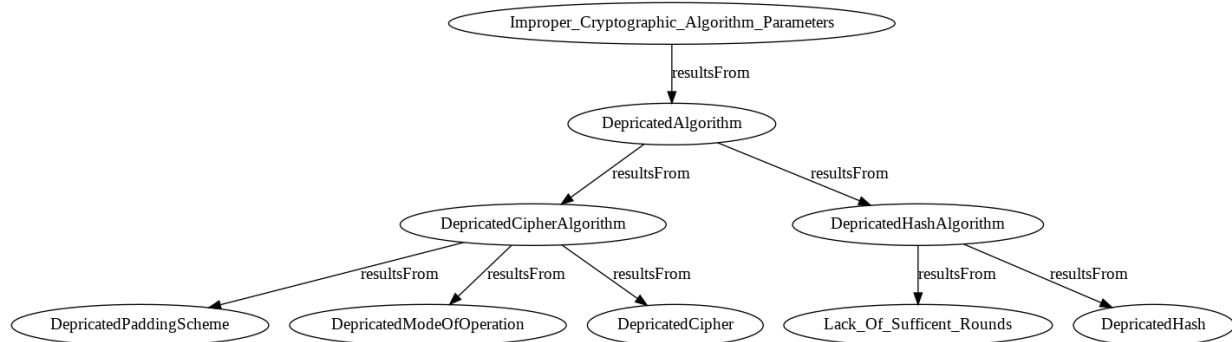 Improper_Cryptographic_Algorithm_Parameters
resultsFrom
DepricatedAlgorithm
resultsFrom resultsFrom
DepricatedCipherAlgorithm DepricatedHashAlgorithm
resultsFrom resultsFrom resultsFrom resultsFrom resultsFrom
DepricatedPaddingScheme DepricatedModeOfOperation DepricatedCipher Lack_Of_Sufficent_Rounds DepricatedHash